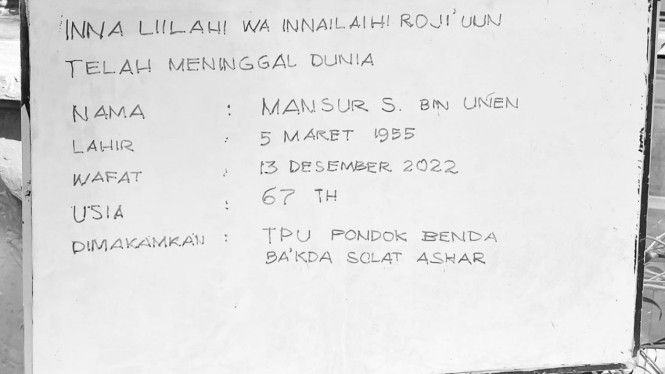 INNA LIILAHI WA INNAILAIHI ROJI'UUN
TELAH MENINGGAL DUNIA
NAMA : MANSUR S. BIN UNEN
LAHIR : 5 MARET 1955
WAFAT : 13 DESEMBER 2022
USIA : 67 TH
DIMAKAMKAN : TPU PONDOK BENDA
BA'KDA SOLAT ASHAR